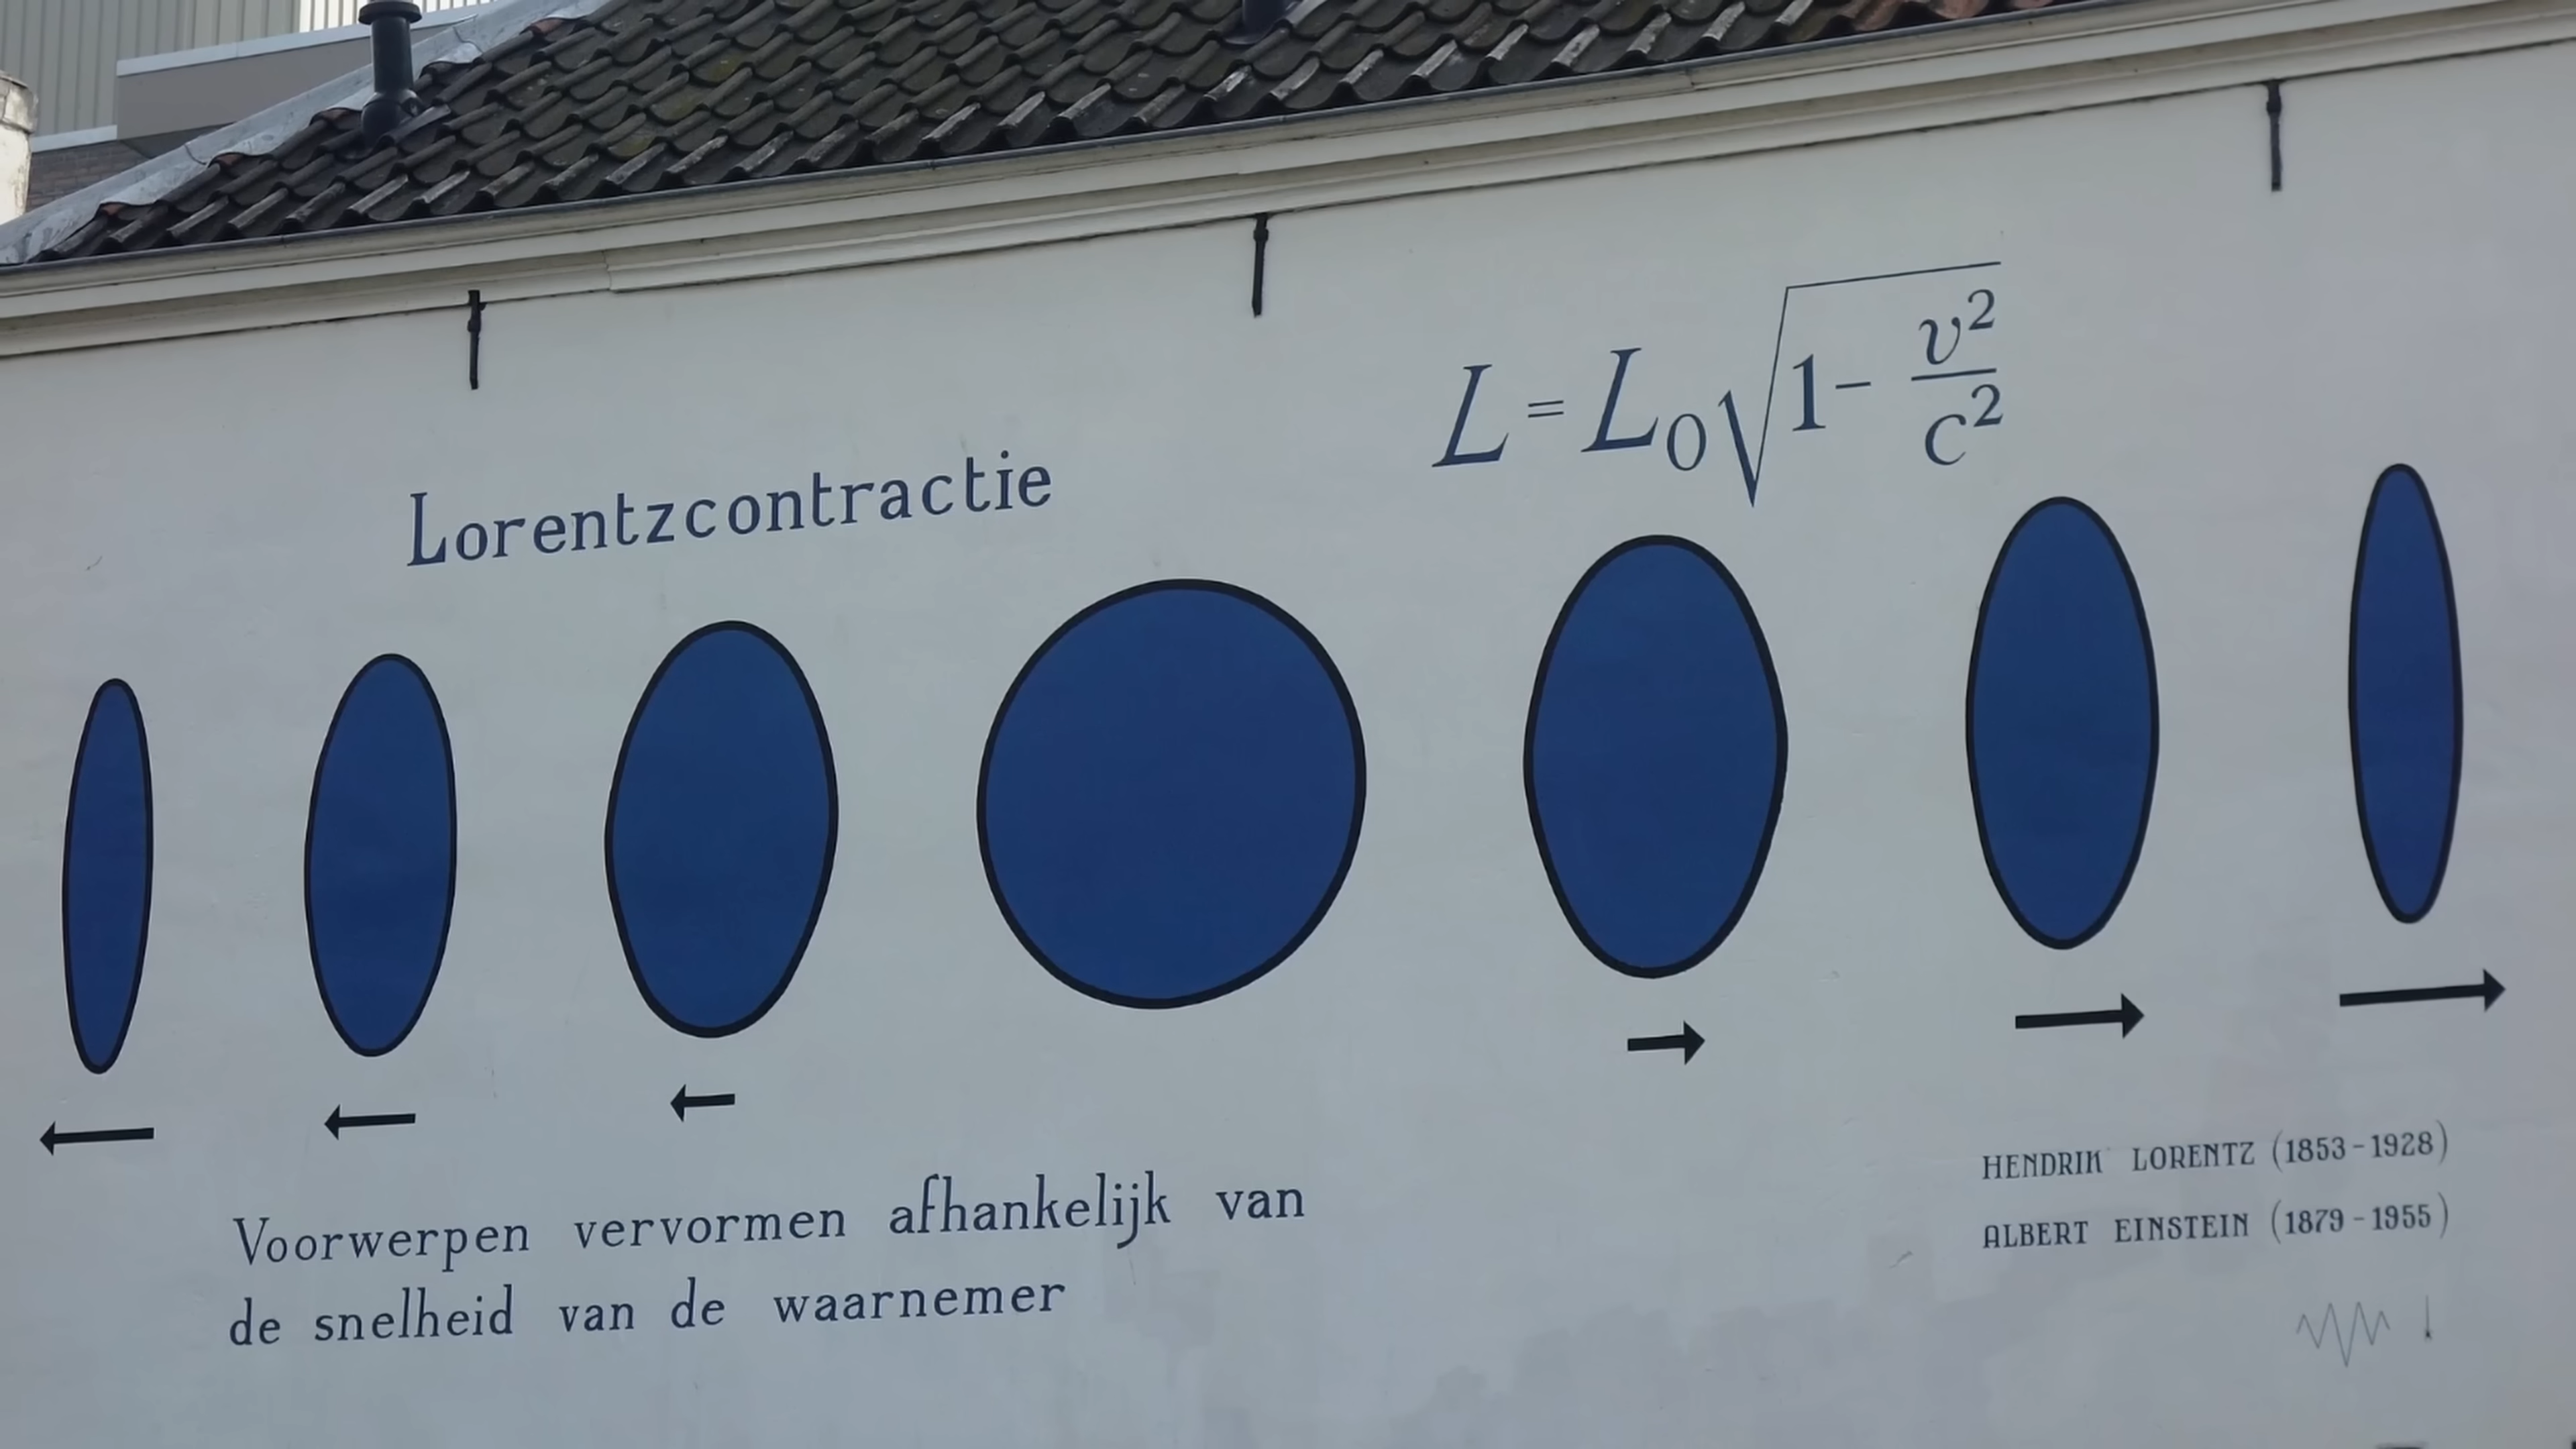 L = L₀√1 - v²/c²
Lorentzcontractie
Voorwerpen vervormen afhankelijk van
de snelheid van de waarnemer
HENDRIK LORENTZ (1853-1928)
ALBERT EINSTEIN (1879-1955)